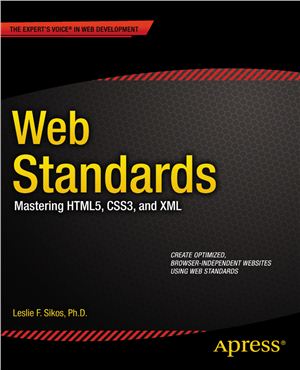 THE EXPERT'S VOICE® IN WEB DEVELOPMENT
Web
Standards
Mastering HTML5, CSS3, and XML
CREATE OPTIMIZED,
BROWSER-INDEPENDENT WEBSITES
USING WEB STANDARDS
Leslie F. Sikos, Ph.D.
Apress®